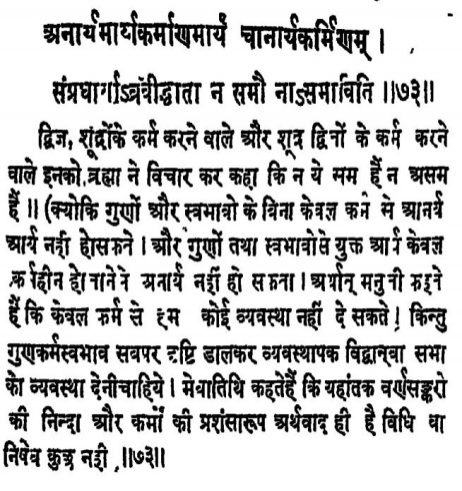 अनार्यमार्यकर्माणमार्यं चानार्यकर्मिणम् ।
संप्रधार्याऽब्रवीद्धाता न समौ नाऽसमाविति ॥७३॥
द्विज, शूद्रोंके कर्म करने वाले और शूद्र द्विजों के कर्म करने
वाले इनको ब्रह्मा ने विचार कर कहा कि न ये सम हैं न असम
हैं ॥ (क्योंकि गुणों और स्वभावो के विना केवल कर्म से अनार्य
आर्य नहीं होसकते । और गुणों तथा स्वभावोंसे युक्त आर्य केवल
कर्महीन होजानेसे अनार्य नहीं हो सकता । अर्थात् मनुजी कहते
हैं कि केवल कर्म से हम कोई व्यवस्था नहीं दे सकते ! किन्तु
गुणकर्मस्वभाव सबपर दृष्टि डालकर व्यवस्थापक विद्वान्वा सभा
को व्यवस्था देनीचाहिये । मेधातिथि कहतेहैं कि यहांतक वर्णसङ्करो
की निन्दा और कर्मों की प्रशंसारूप अर्थवाद ही है विधि वा
निषेध कुछ नहीं ॥७३॥